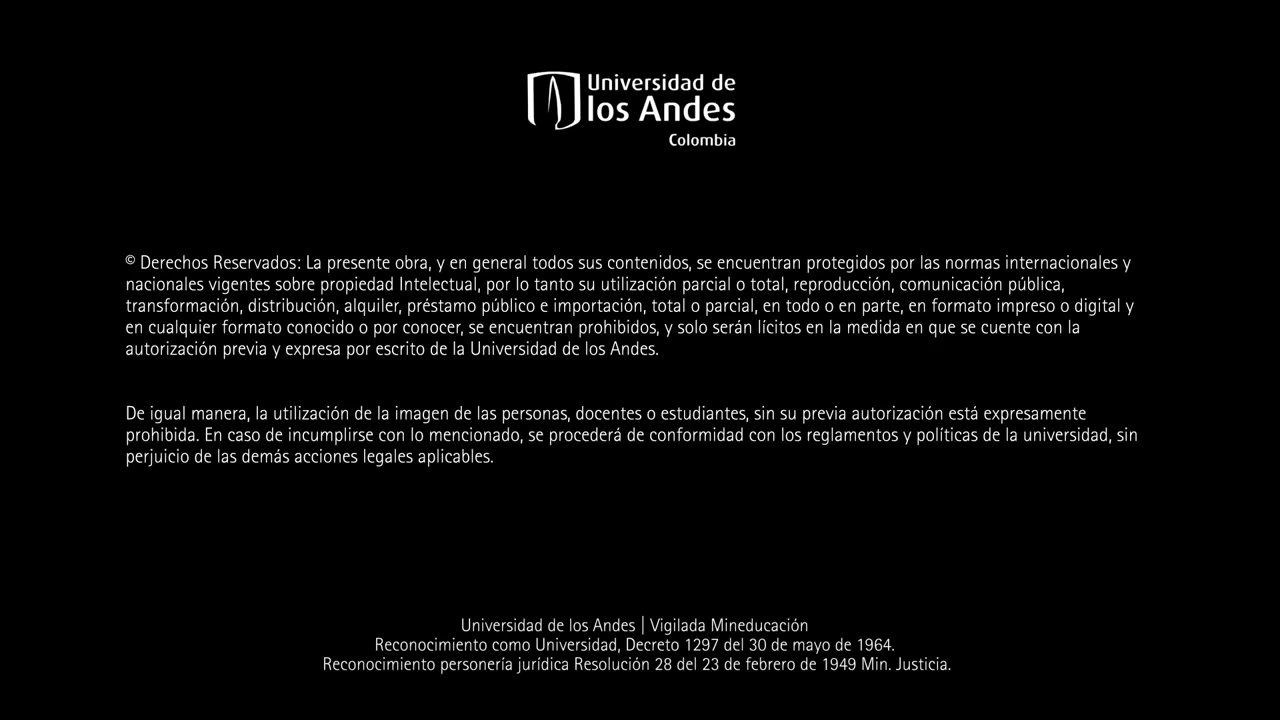 Universidad de
los Andes
Colombia
© Derechos Reservados: La presente obra, y en general todos sus contenidos, se encuentran protegidos por las normas internacionales y
nacionales vigentes sobre propiedad Intelectual, por lo tanto su utilización parcial o total, reproducción, comunicación pública,
transformación, distribución, alquiler, préstamo público e importación, total o parcial, en todo o en parte, en formato impreso o digital y
en cualquier formato conocido o por conocer, se encuentran prohibidos, y solo serán lícitos en la medida en que se cuente con la
autorización previa y expresa por escrito de la Universidad de los Andes.
De igual manera, la utilización de la imagen de las personas, docentes o estudiantes, sin su previa autorización está expresamente
prohibida. En caso de incumplirse con lo mencionado, se procederá de conformidad con los reglamentos y políticas de la universidad, sin
perjuicio de las demás acciones legales aplicables.
Universidad de los Andes | Vigilada Mineducación
Reconocimiento como Universidad, Decreto 1297 del 30 de mayo de 1964.
Reconocimiento personería jurídica Resolución 28 del 23 de febrero de 1949 Min. Justicia.